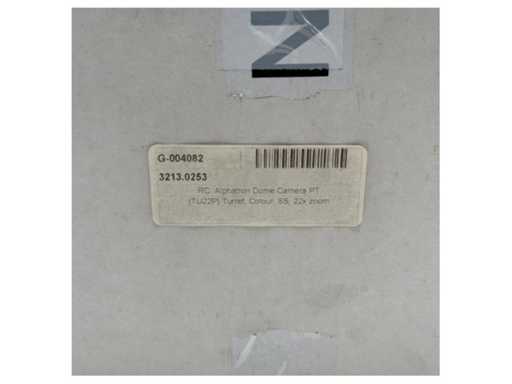 G-004082
3213.0253
RC. Alphatron Dome Camera PT
(TU22P) Turret, Colour, SS, 22x zoom